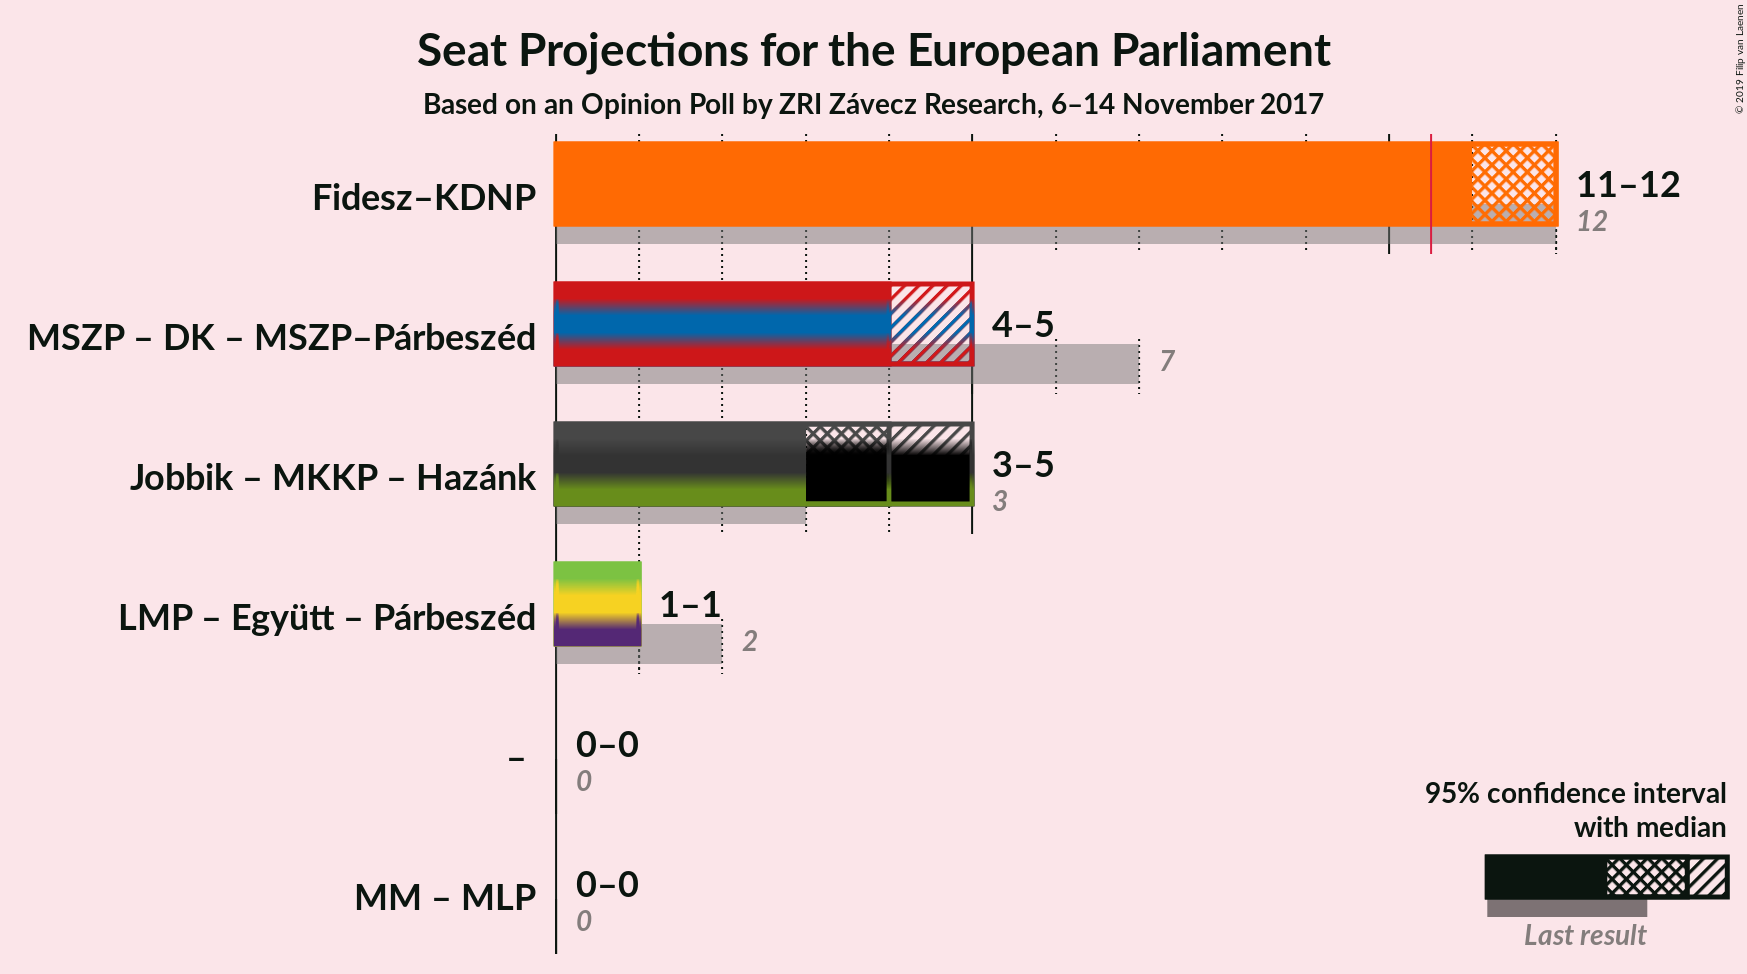 Seat Projections for the European Parliament
Based on an Opinion Poll by ZRI Závecz Research, 6–14 November 2017
© 2019 Filip van Laenen
Fidesz–KDNP
11–12
12
MSZP – DK – MSZP–Párbeszéd
4–5
7
Jobbik – MKKP – Hazánk
3–5
3
LMP – Együtt – Párbeszéd
1–1
2
–
0–0
0
MM – MLP
0–0
0
95% confidence interval
with median
Last result